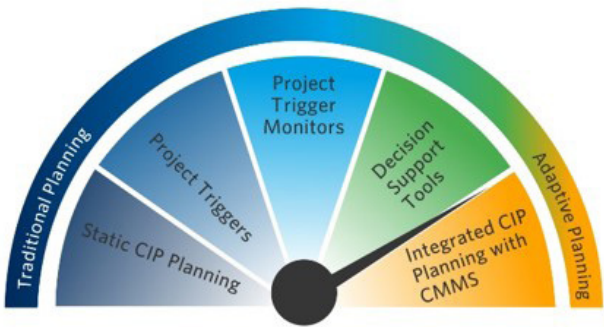 Traditional Planning
Static CIP Planning
Project Triggers
Project
Trigger
Monitors
Decision
Support
Tools
Integrated CIP
Planning with
CMMS
Adaptive Planning